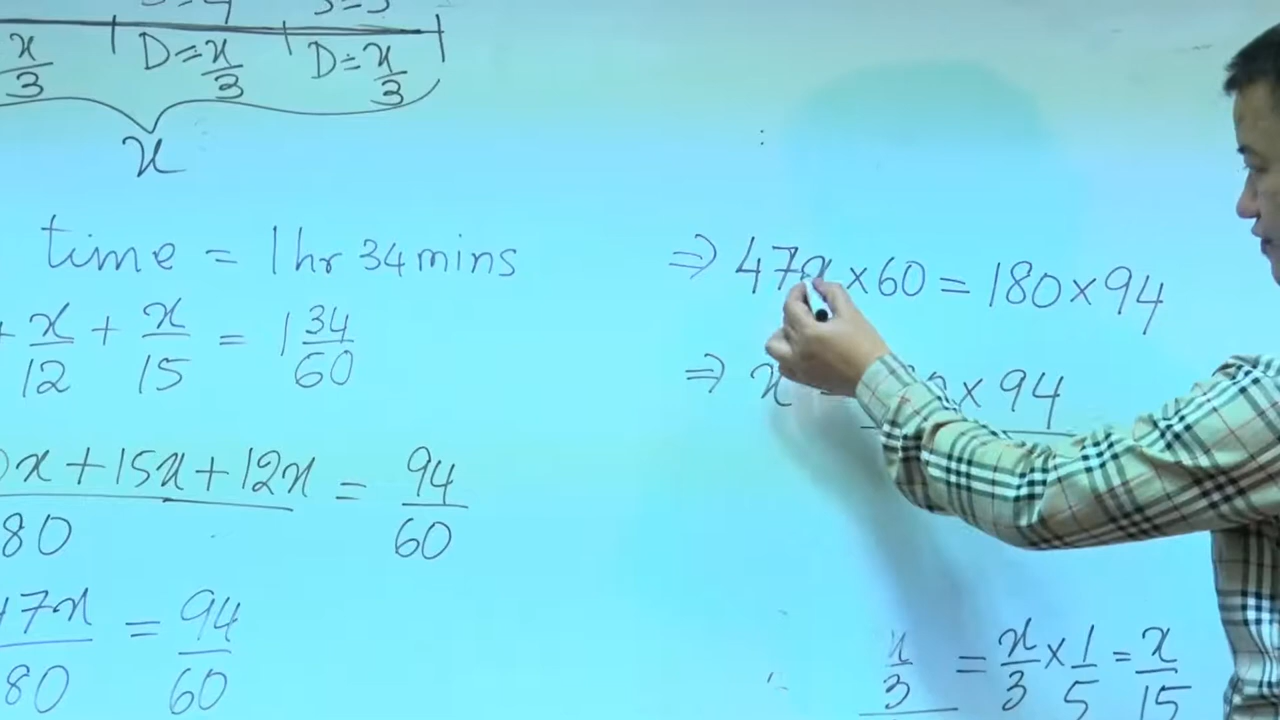 x/3 D=x/3 D=x/3
x
time = 1hr 34mins
+ x/12 + x/15 = 1 34/60
x+15x+12x / 80 = 94/60
47x/80 = 94/60
⇒ 47x×60 = 180×94
⇒ x × 94
x/3 = x/3 × 1/5 = x/15